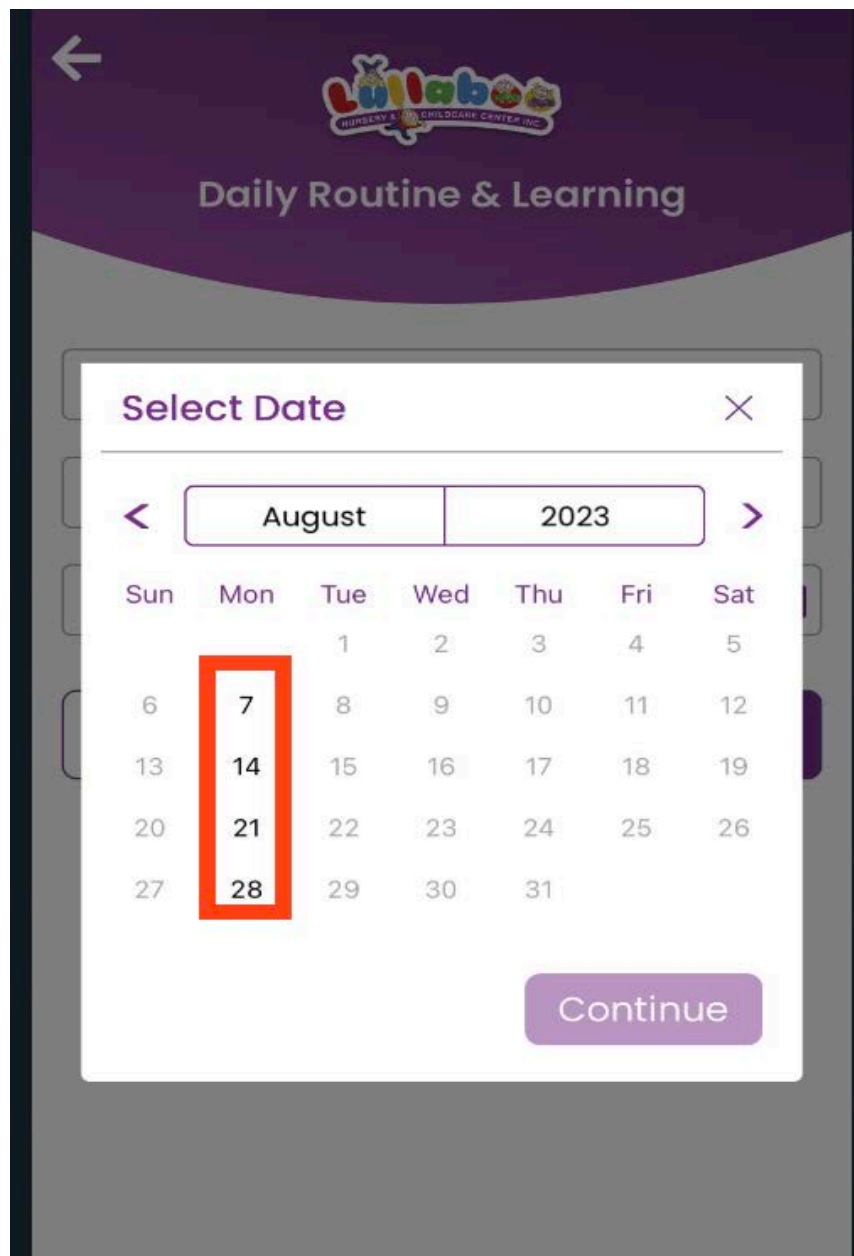 Lullaboo
NURSERY & CHILDCARE CENTER INC.
Daily Routine & Learning
Select Date
< August 2023 >
Sun Mon Tue Wed Thu Fri Sat
1 2 3 4 5
6 7 8 9 10 11 12
13 14 15 16 17 18 19
20 21 22 23 24 25 26
27 28 29 30 31
Continue